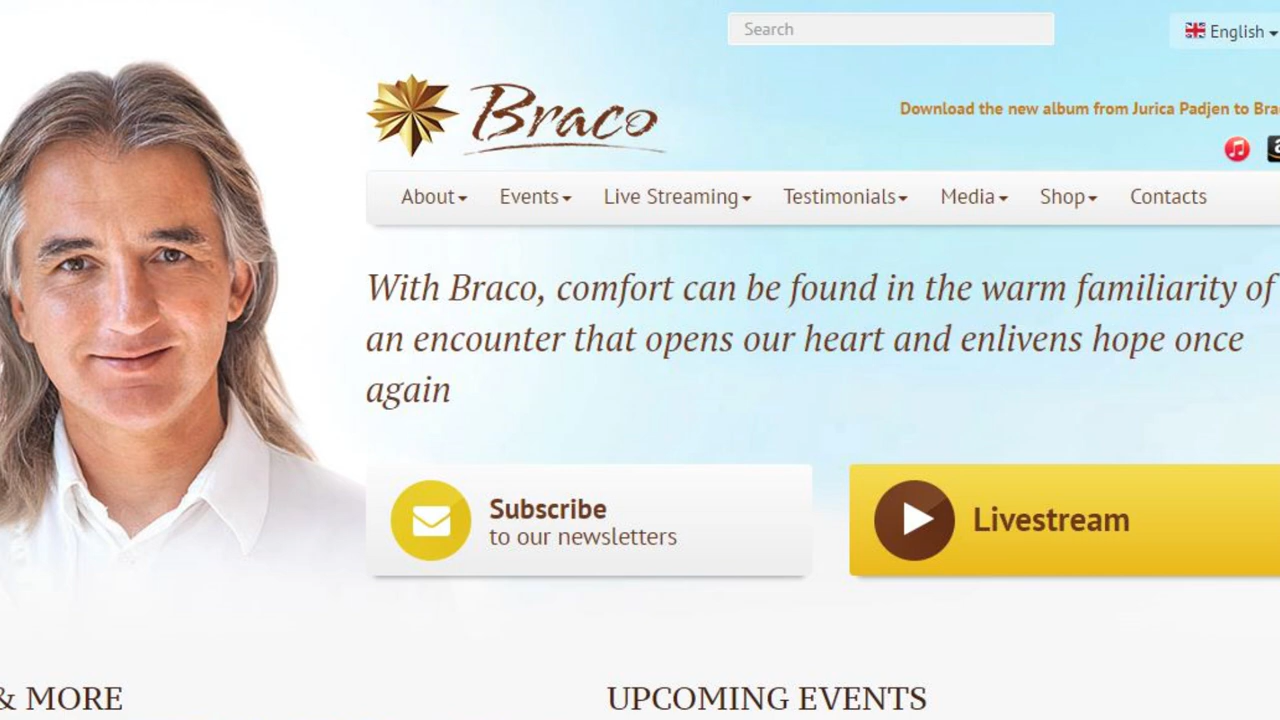 Search
English
Braco
Download the new album from Jurica Padjen to Bra
a
About
Events
Live Streaming
Testimonials
Media
Shop
Contacts
With Braco, comfort can be found in the warm familiarity of
an encounter that opens our heart and enlivens hope once
again
Subscribe
to our newsletters
Livestream
& MORE
UPCOMING EVENTS